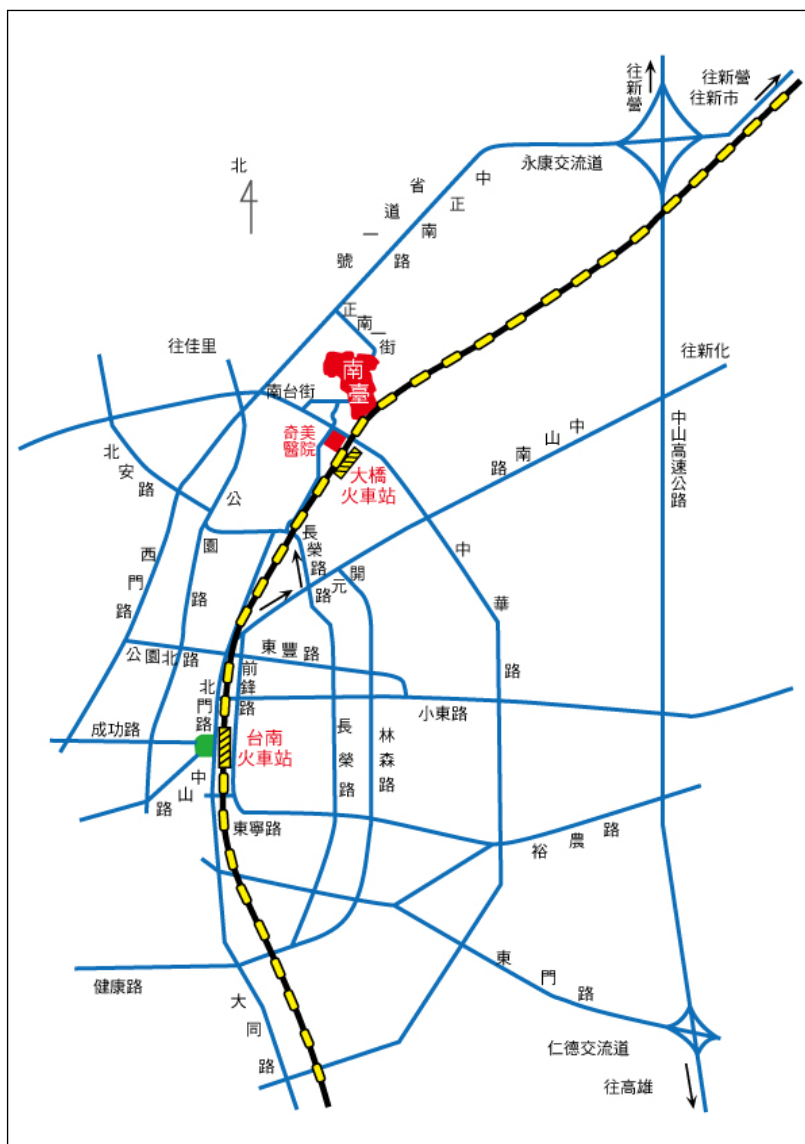 往新營
往新營
往新市
永康交流道
北
省道一號
中正南路
正南一街
往佳里
南臺
往新化
南台街
奇美
醫院
大橋
火車站
中山南路
中山高速公路
北安路
公園路
長榮路
開元路
中華路
西門路
公園北路
東豐路
北門路
前鋒路
小東路
成功路
台南
火車站
長榮路
林森路
中山路
東寧路
裕農路
健康路
東門路
大同路
仁德交流道
往高雄